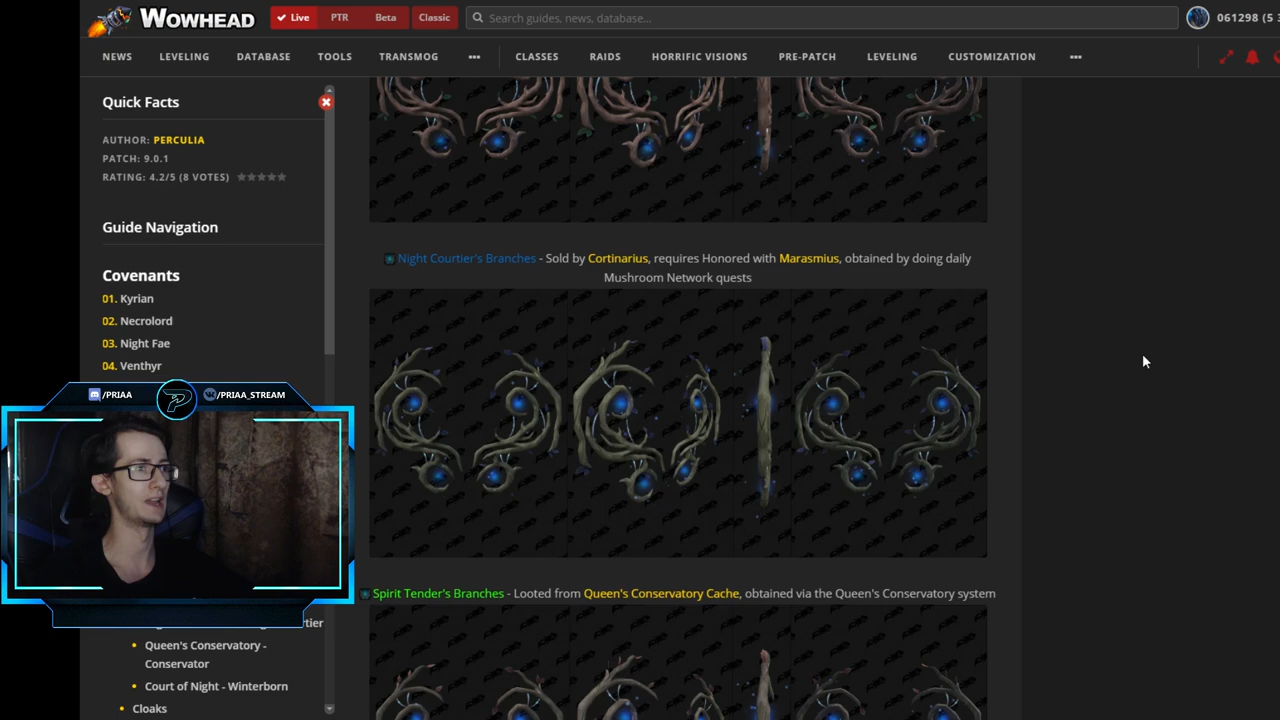 WOWHEAD
Live PTR Beta Classic
Search guides, news, database...
061298 (5
NEWS LEVELING DATABASE TOOLS TRANSMOG ••• CLASSES RAIDS HORRIFIC VISIONS PRE-PATCH LEVELING CUSTOMIZATION •••
Quick Facts
AUTHOR: PERCULIA
PATCH: 9.0.1
RATING: 4.2/5 (8 VOTES)
Guide Navigation
Covenants
01. Kyrian
02. Necrolord
03. Night Fae
04. Venthyr
/PRIAA
/PRIAA_STREAM
Queen's Conservatory -
Conservator
Court of Night - Winterborn
Cloaks
Night Courtier's Branches - Sold by Cortinarius, requires Honored with Marasmius, obtained by doing daily
Mushroom Network quests
Spirit Tender's Branches - Looted from Queen's Conservatory Cache, obtained via the Queen's Conservatory system